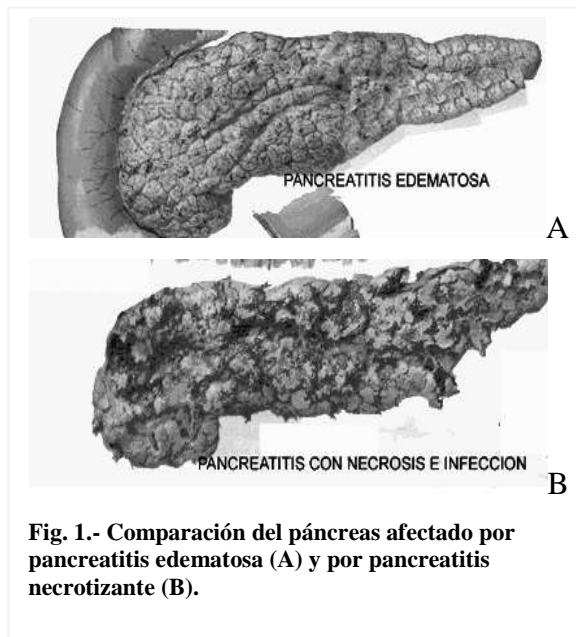 PANCREATITIS EDEMATOSA
A
PANCREATITIS CON NECROSIS E INFECCION
B
Fig. 1.- Comparación del páncreas afectado por
pancreatitis edematosa (A) y por pancreatitis
necrotizante (B).